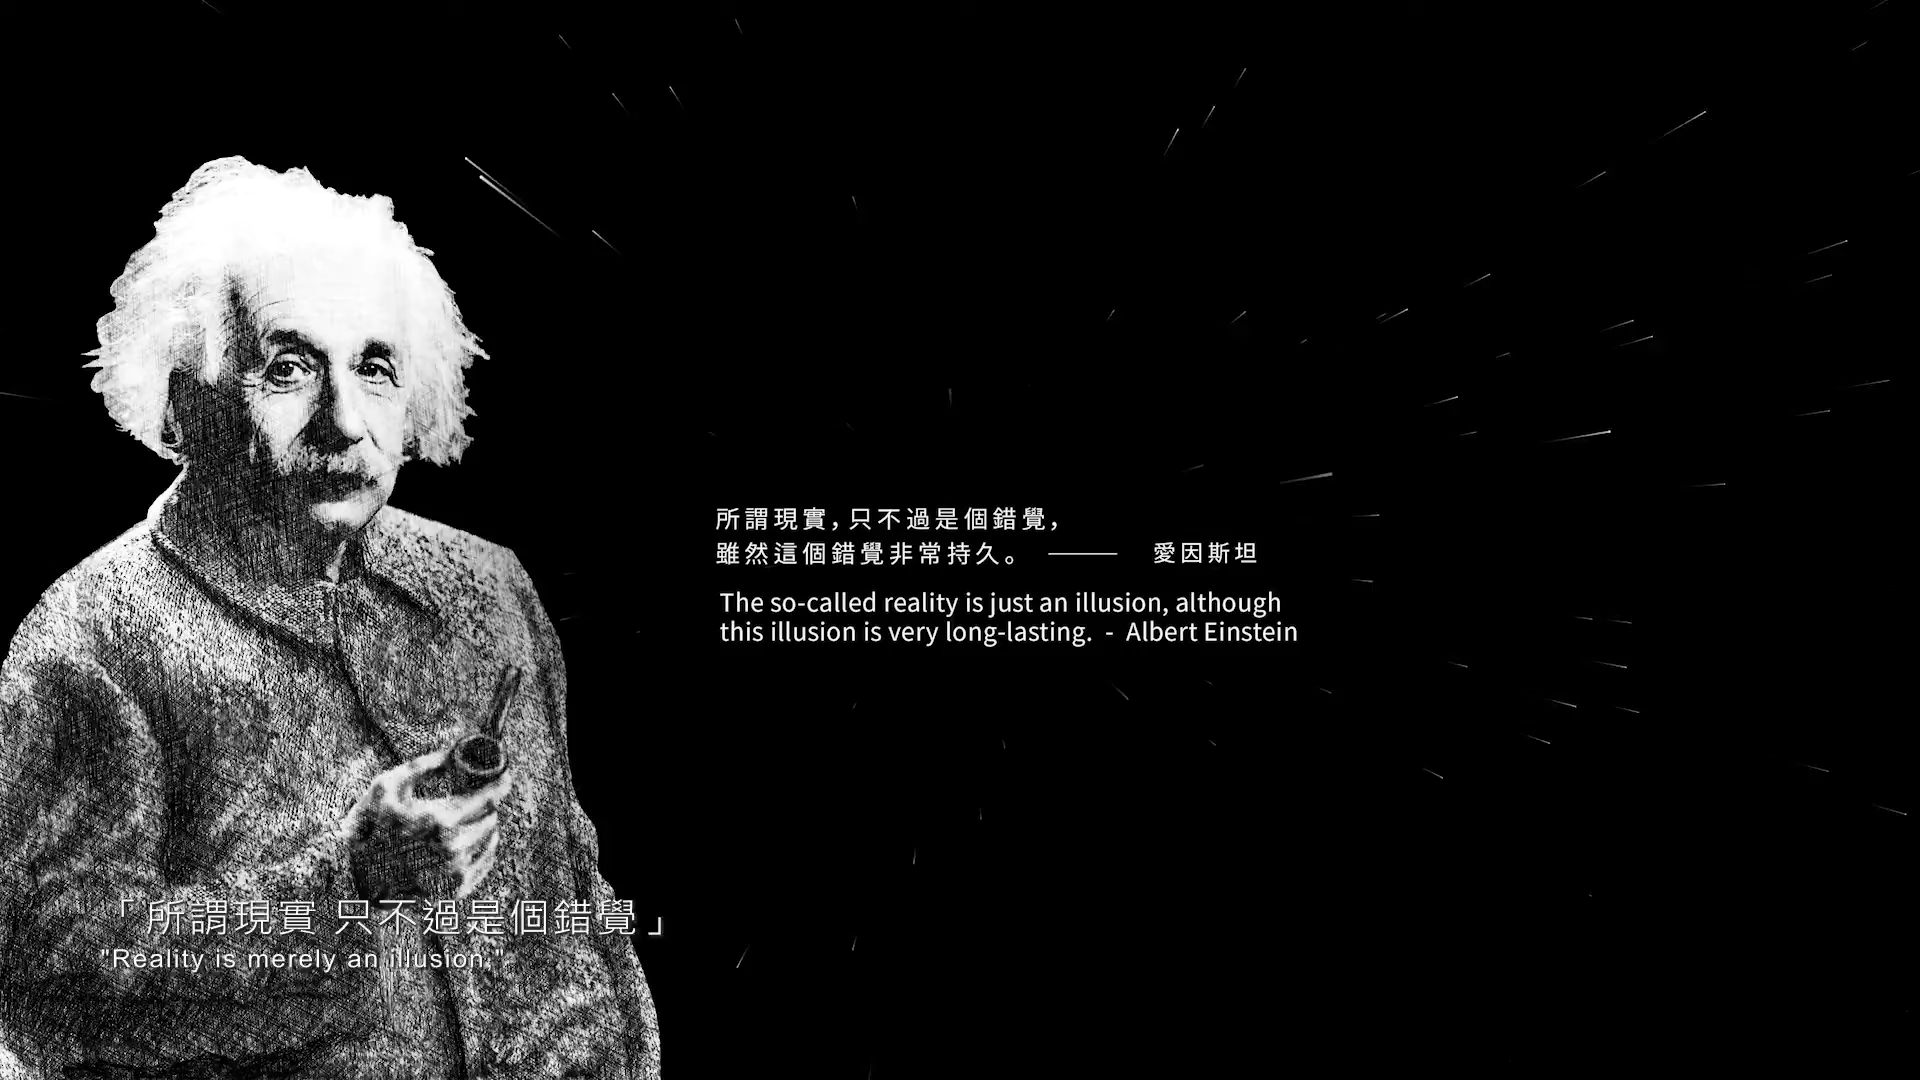 所謂現實，只不過是個錯覺，
雖然這個錯覺非常持久。 —— 愛因斯坦
The so-called reality is just an illusion, although
this illusion is very long-lasting. - Albert Einstein
「所謂現實 只不過是個錯覺」
"Reality is merely an illusion."